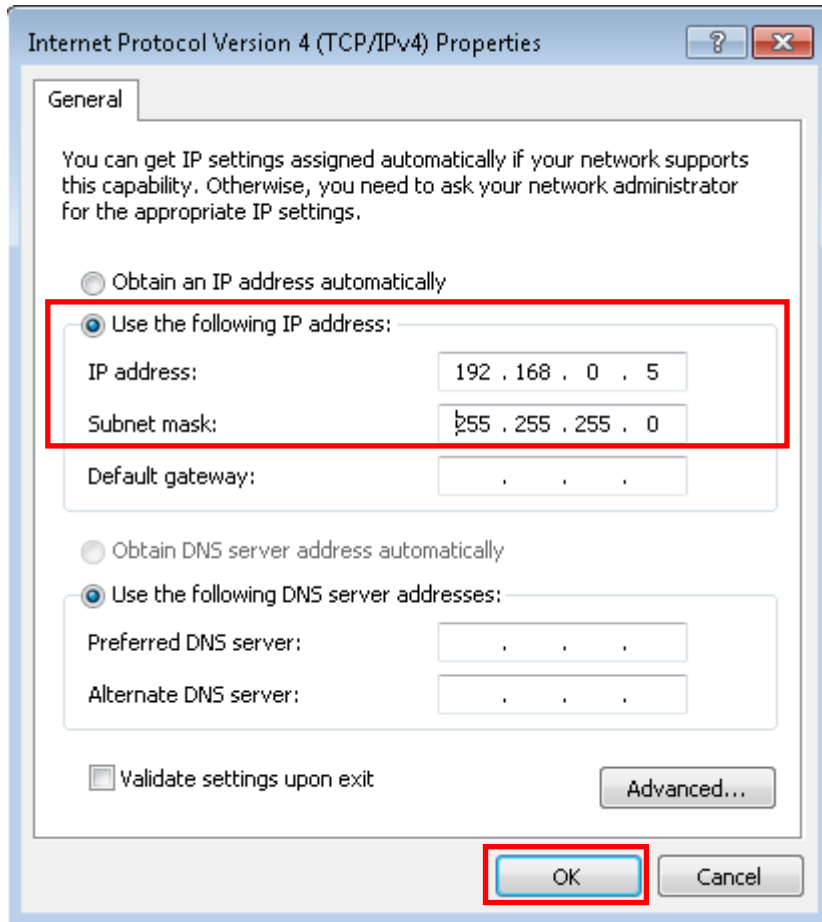 Internet Protocol Version 4 (TCP/IPv4) Properties
General
You can get IP settings assigned automatically if your network supports
this capability. Otherwise, you need to ask your network administrator
for the appropriate IP settings.
Obtain an IP address automatically
Use the following IP address:
IP address: 192 . 168 . 0 . 5
Subnet mask: 255 . 255 . 255 . 0
Default gateway: . . .
Obtain DNS server address automatically
Use the following DNS server addresses:
Preferred DNS server: . . .
Alternate DNS server: . . .
Validate settings upon exit
Advanced...
OK Cancel